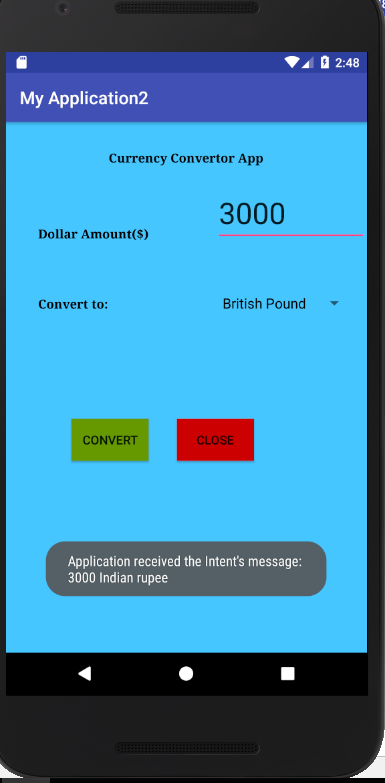 2:48
My Application2
Currency Convertor App
3000
Dollar Amount($)
Convert to:
British Pound
CONVERT
CLOSE
Application received the Intent's message:
3000 Indian rupee